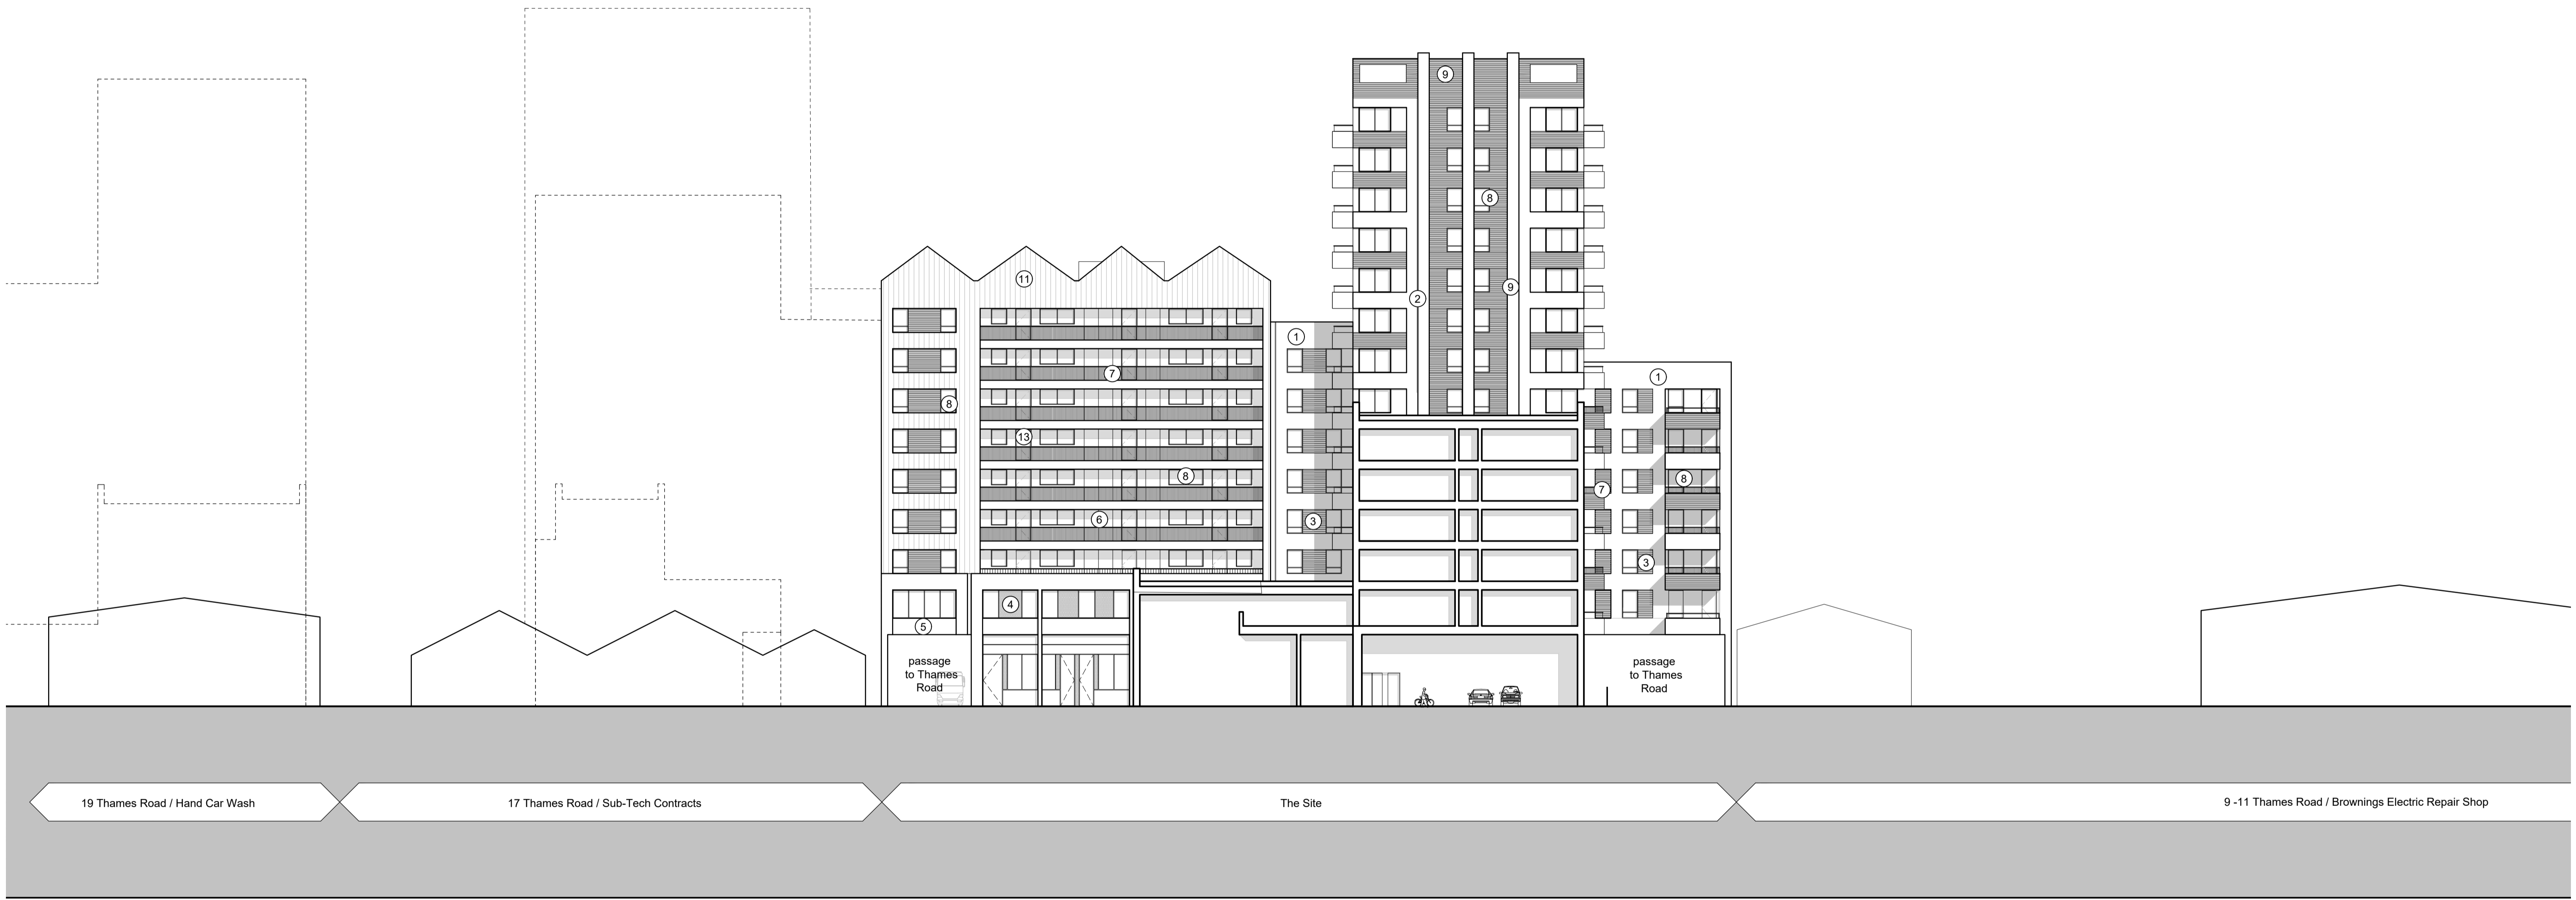 9
8
9
2
11
1
7
8
13
8
6
3
1
8
7
3
4
5
passage
to Thames
Road
passage
to Thames
Road
19 Thames Road / Hand Car Wash
17 Thames Road / Sub-Tech Contracts
The Site
9 -11 Thames Road / Brownings Electric Repair Shop